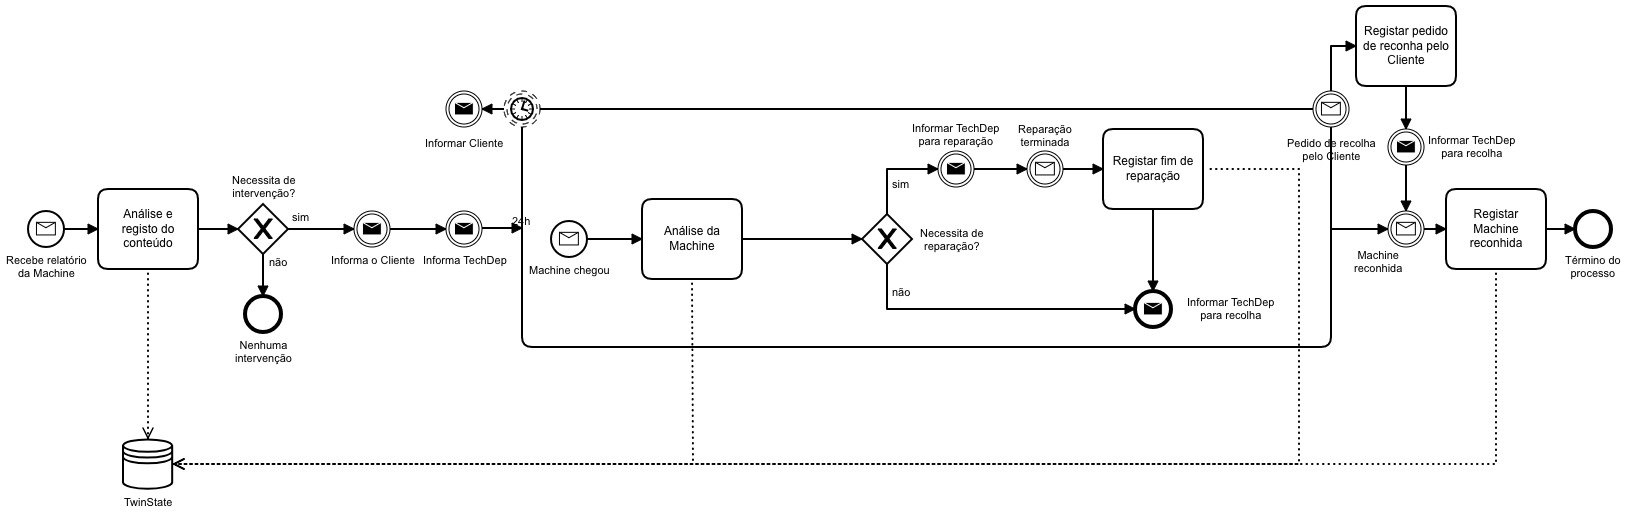 Recebe relatório
da Machine
Análise e
registo do
conteúdo
Necessita de
intervenção?
sim
não
Nenhuma
intervenção
Informa o Cliente
Informa TechDep
Informar Cliente
24h
Machine chegou
Análise da
Machine
Necessita de
reparação?
sim
não
Informar TechDep
para reparação
Reparação
terminada
Registar fim de
reparação
Informar TechDep
para recolha
Pedido de recolha
pelo Cliente
Registar pedido
de reconha pelo
Cliente
Informar TechDep
para recolha
Machine
reconhida
Registar
Machine
reconhida
Término do
processo
TwinState